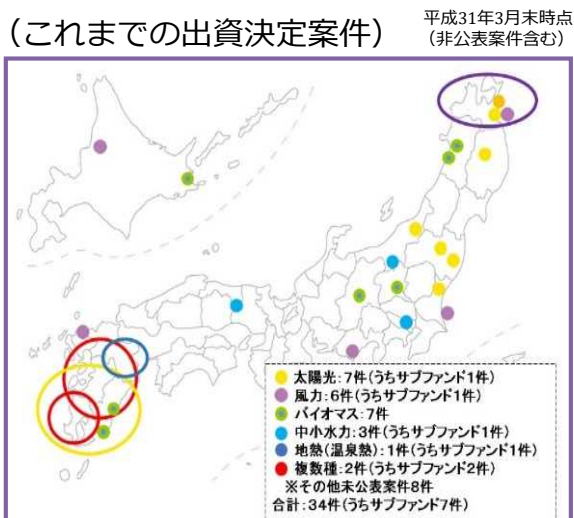 （これまでの出資決定案件）
平成31年3月末時点
（非公表案件含む）
太陽光：7件（うちサブファンド1件）
風力：6件（うちサブファンド1件）
バイオマス：7件
中小水力：3件（うちサブファンド1件）
地熱（温泉熱）：1件（うちサブファンド1件）
複数種：2件（うちサブファンド2件）
※その他未公表案件8件
合計：34件（うちサブファンド7件）